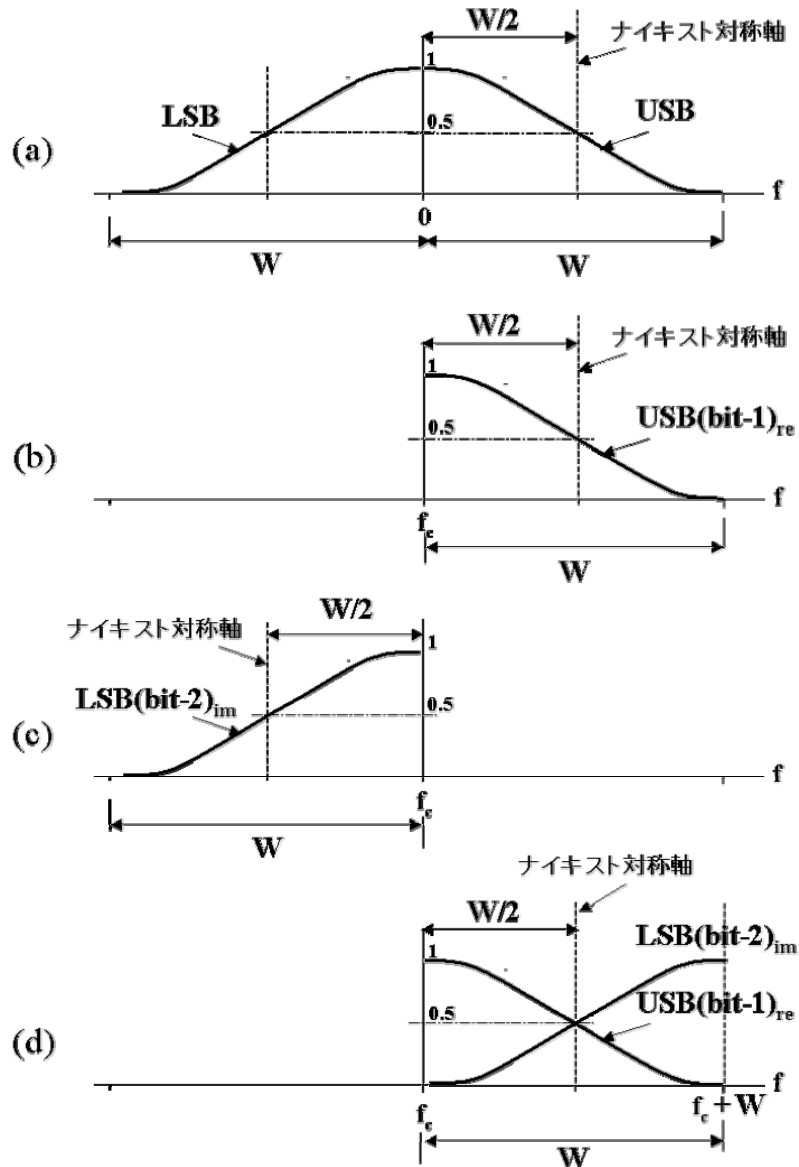 (a)
W/2
ナイキスト対称軸
1
LSB
0.5
USB
f
0
W
W
(b)
W/2
ナイキスト対称軸
1
0.5
USB(bit-1)re
f
fc
W
(c)
ナイキスト対称軸
W/2
1
LSB(bit-2)im
0.5
f
fc
W
(d)
ナイキスト対称軸
W/2
LSB(bit-2)im
1
0.5
USB(bit-1)re
f
fc
fc + W
W